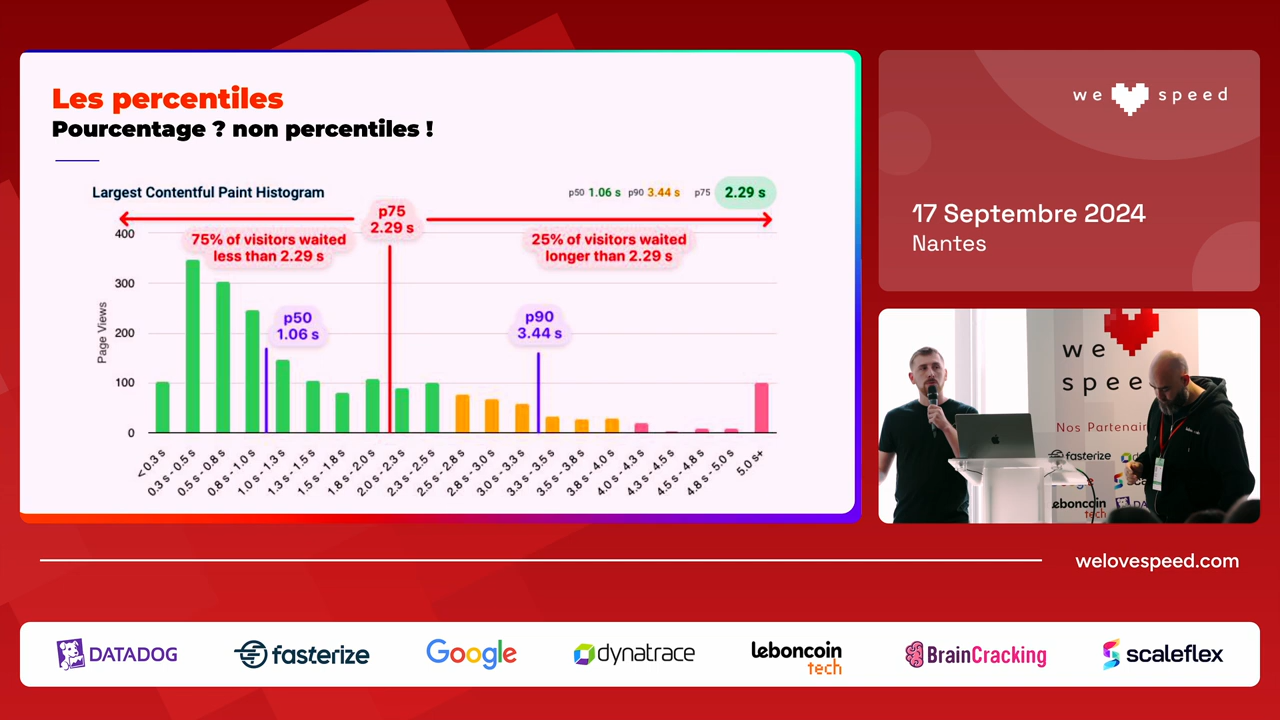 Les percentiles
Pourcentage ? non percentiles !
Largest Contentful Paint Histogram
p50 1.06 s p90 3.44 s p75 2.29 s
p75
2.29 s
75% of visitors waited
less than 2.29 s
25% of visitors waited
longer than 2.29 s
p50
1.06 s
p90
3.44 s
Page Views
400
300
200
100
0
< 0.3 s
0.3 s - 0.5 s
0.5 s - 0.8 s
0.8 s - 1.0 s
1.0 s - 1.3 s
1.3 s - 1.5 s
1.5 s - 1.8 s
1.8 s - 2.0 s
2.0 s - 2.3 s
2.3 s - 2.5 s
2.5 s - 2.8 s
2.8 s - 3.0 s
3.0 s - 3.3 s
3.3 s - 3.5 s
3.5 s - 3.8 s
3.8 s - 4.0 s
4.0 s - 4.3 s
4.3 s - 4.5 s
4.5 s - 4.8 s
4.8 s - 5.0 s
5.0 s+
we speed
17 Septembre 2024
Nantes
we
spee
Nos Partenair
fasterize
leboncoin
tech
welovespeed.com
DATADOG
fasterize
Google
dynatrace
leboncoin
tech
BrainCracking
scaleflex